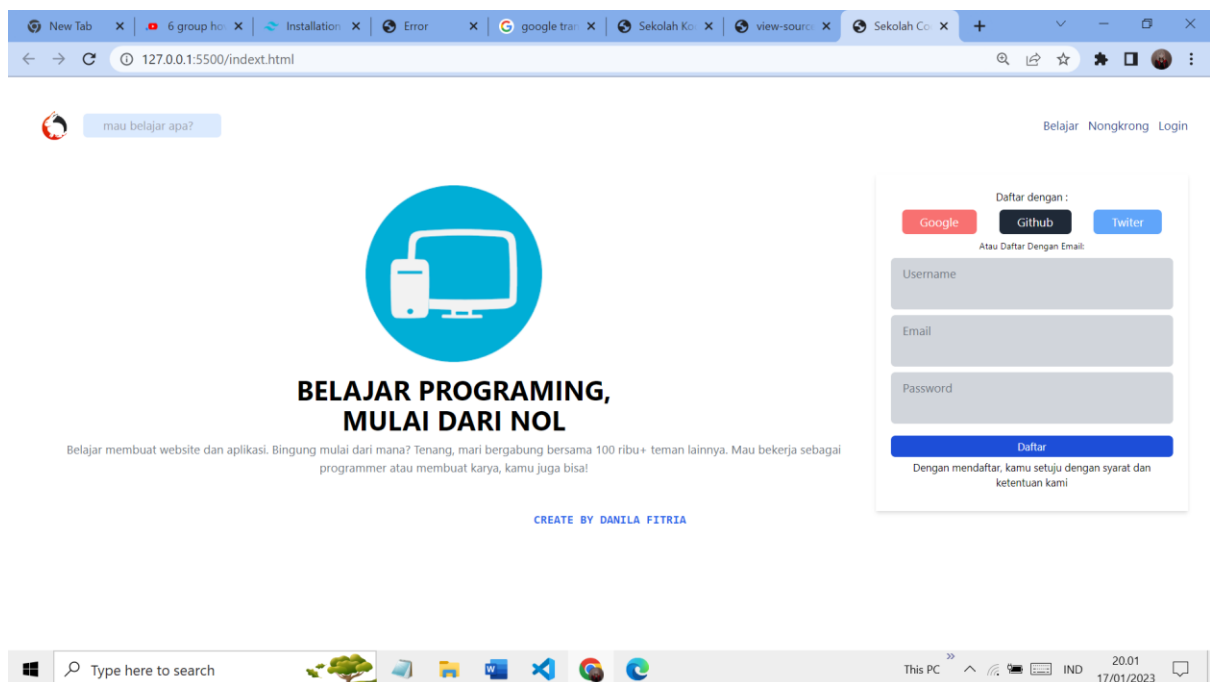 New Tab
6 group ho
Installation
Error
google tran
Sekolah Ko
view-source
Sekolah Co
127.0.0.1:5500/indext.html
mau belajar apa?
Belajar Nongkrong Login
Daftar dengan :
Google Github Twiter
Atau Daftar Dengan Email:
Username
Email
Password
Daftar
Dengan mendaftar, kamu setuju dengan syarat dan
ketentuan kami
BELAJAR PROGRAMING,
MULAI DARI NOL
Belajar membuat website dan aplikasi. Bingung mulai dari mana? Tenang, mari bergabung bersama 100 ribu+ teman lainnya. Mau bekerja sebagai
programmer atau membuat karya, kamu juga bisa!
CREATE BY DANILA FITRIA
Type here to search
This PC
IND
20.01
17/01/2023